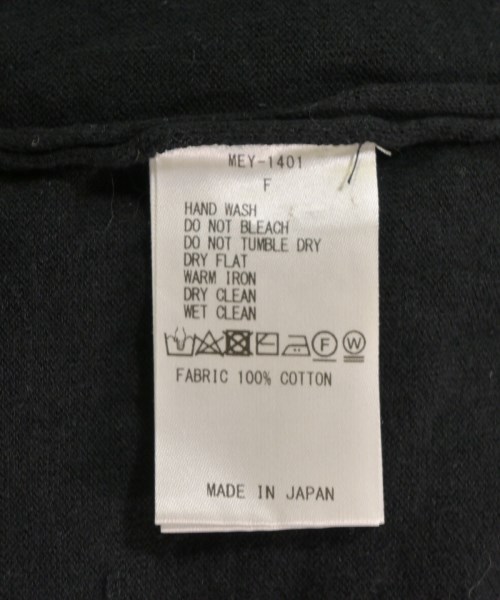 MEY-1401
F
HAND WASH
DO NOT BLEACH
DO NOT TUMBLE DRY
DRY FLAT
WARM IRON
DRY CLEAN
WET CLEAN
F W
FABRIC 100% COTTON
MADE IN JAPAN